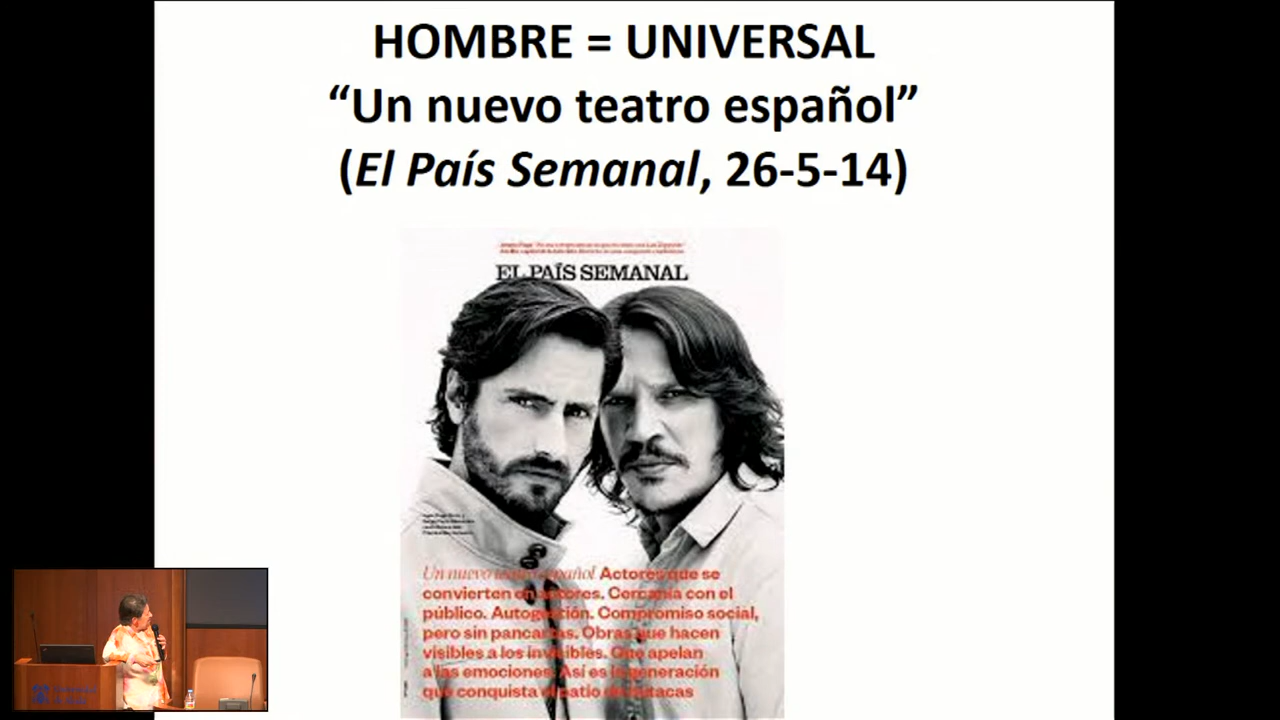 HOMBRE = UNIVERSAL
“Un nuevo teatro español”
(El País Semanal, 26-5-14)
EL PAÍS SEMANAL
Un nuevo teatro español Actores que se
convierten en autores. Cercanía con el
público. Autogestión. Compromiso social,
pero sin pancartas. Obras que hacen
visibles a los invisibles. Que apelan
a las emociones. Así es la generación
que conquista el patio de butacas